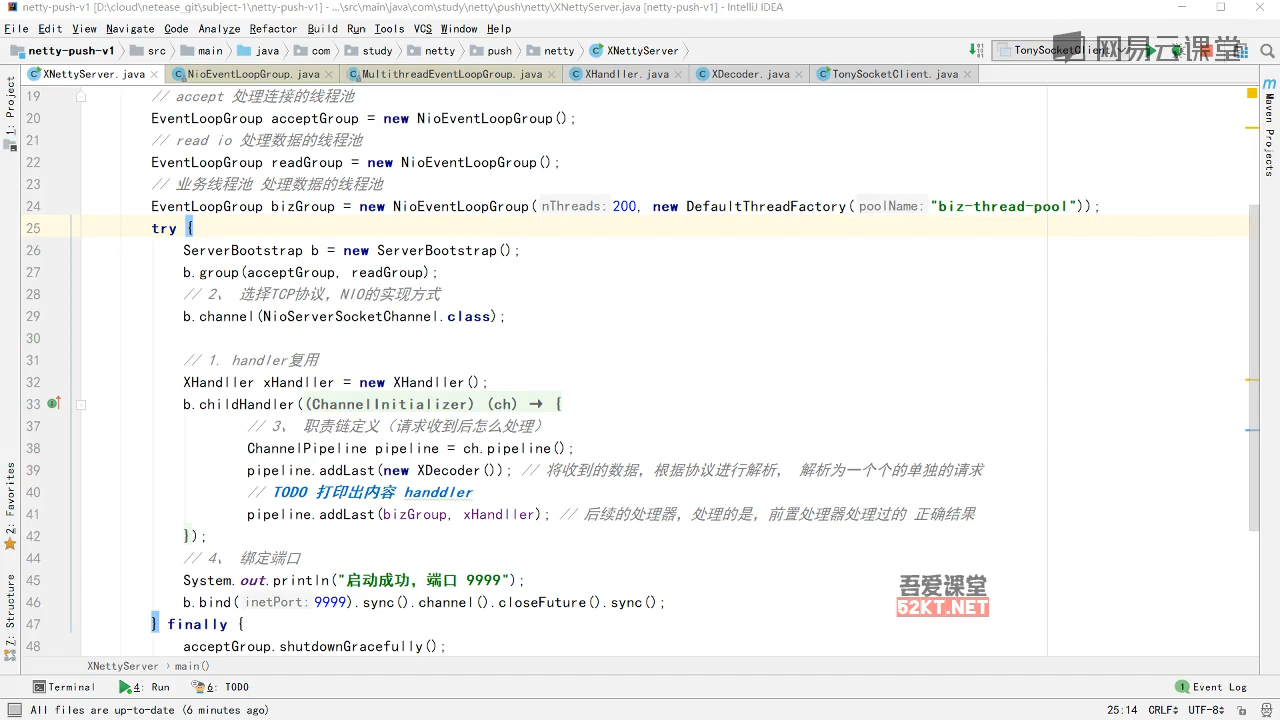 netty-push-v1 [D:\cloud\netease_git\subject-1\netty-push-v1] - ...\src\main\java\com\study\netty\push\netty\XNettyServer.java [netty-push-v1] - IntelliJ IDEA
File Edit View Navigate Code Analyze Refactor Build Run Tools VCS Window Help
netty-push-v1 src main java com study netty push netty XNettyServer TonySocketClient
网易云课堂
XNettyServer.java NioEventLoopGroup.java MultithreadEventLoopGroup.java XHandller.java XDecoder.java TonySocketClient.java
1: Project
Maven Projects
19 // accept 处理连接的线程池
20 EventLoopGroup acceptGroup = new NioEventLoopGroup();
21 // read io 处理数据的线程池
22 EventLoopGroup readGroup = new NioEventLoopGroup();
23 // 业务线程池 处理数据的线程池
24 EventLoopGroup bizGroup = new NioEventLoopGroup( nThreads: 200, new DefaultThreadFactory( poolName: "biz-thread-pool"));
25 try {
26 ServerBootstrap b = new ServerBootstrap();
27 b.group(acceptGroup, readGroup);
28 // 2、 选择TCP协议，NIO的实现方式
29 b.channel(NioServerSocketChannel.class);
30
31 // 1. handler复用
32 XHandller xHandller = new XHandller();
33 b.childHandler((ChannelInitializer) (ch) → {
37 // 3、 职责链定义（请求收到后怎么处理）
38 ChannelPipeline pipeline = ch.pipeline();
39 pipeline.addLast(new XDecoder()); // 将收到的数据，根据协议进行解析， 解析为一个个的单独的请求
40 // TODO 打印出内容 handdler
41 pipeline.addLast(bizGroup, xHandller); // 后续的处理器，处理的是，前置处理器处理过的 正确结果
42 });
44 // 4、 绑定端口
45 System.out.println("启动成功，端口 9999");
46 b.bind( inetPort: 9999).sync().channel().closeFuture().sync();
47 } finally {
48 acceptGroup.shutdownGracefully();
吾爱课堂
52KT.NET
2: Favorites
7: Structure
XNettyServer › main()
Terminal 4: Run 6: TODO 1 Event Log
All files are up-to-date (6 minutes ago) 25:14 CRLF UTF-8